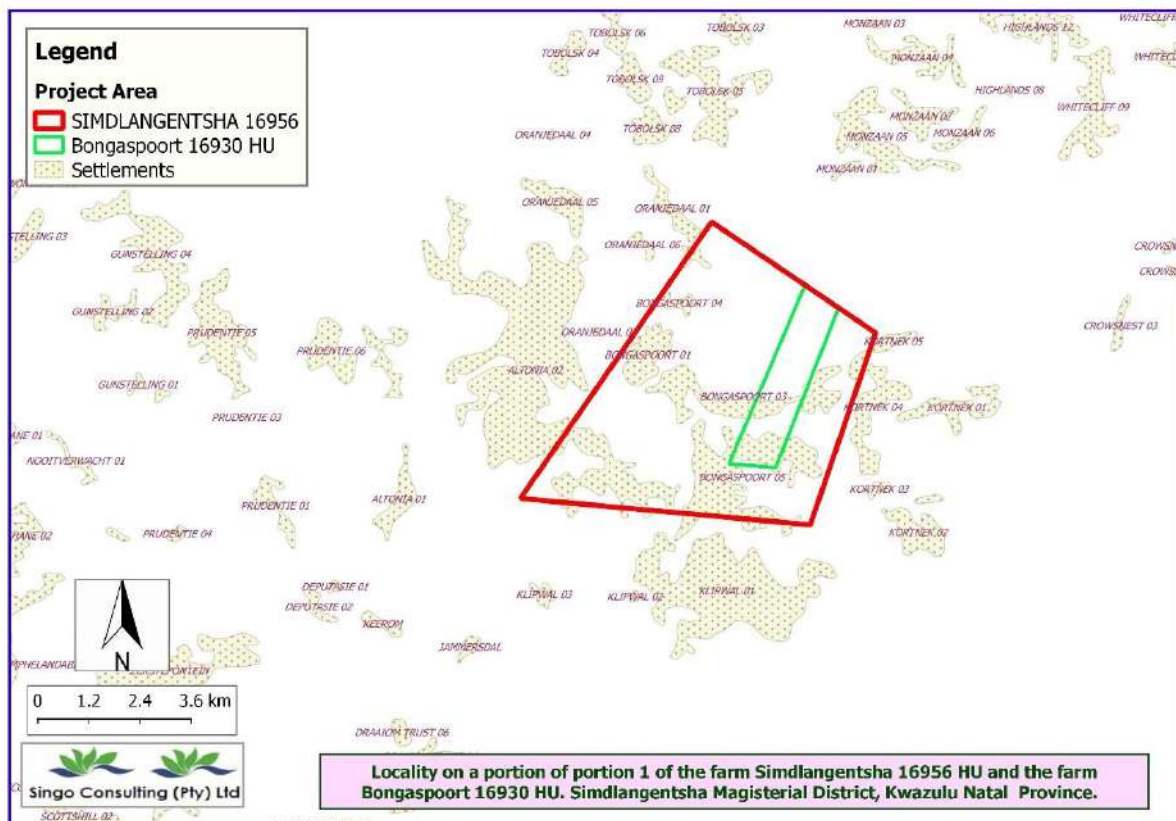 Legend
Project Area
SIMDLANGENTSHA 16956
Bongaspoort 16930 HU
Settlements
TOBOLSK 06
TOBOLSK 03
MONZAAN 03
HIGHLANDS 12
TOBOLSK 04
MONZAAN 04
TOBOLSK 09
TOBOLSK 05
HIGHLANDS 08
WHITECLIFF 09
ORANJEDAAL 04
TOBOLSK 08
MONZAAN 02
MONZAAN 05
MONZAAN 06
MONZAAN 01
ORANJEDAAL 05
ORANJEDAAL 01
GUNSTELLING 04
ORANJEDAAL 06
GUNSTELLING 02
BONGASPOORT 04
CROWSNEST 03
PRUDENTIE 05
ORANJEDAAL
PRUDENTIE 06
BONGASPOORT 01
KORTNEK 05
GUNSTELLING 01
ALTONIA 02
PRUDENTIE 03
BONGASPOORT 03
KORTNEK 04
KORTNEK 01
NOOITVERWACHT 01
BONGASPOORT 05
PRUDENTIE 01
ALTONIA 01
KORTNEK 03
PRUDENTIE 04
KORTNEK 02
DEPUTASIE 01
DEPUTASIE 02
KLIPWAL 03
KLIPWAL 02
KLIPWAL 01
KEEROM
JAMMERSDAL
N
0 1.2 2.4 3.6 km
DRAAIOM TRUST 06
Singo Consulting (Pty) Ltd
SCOTTSHILL 02
Locality on a portion of portion 1 of the farm Simdlangentsha 16956 HU and the farm
Bongaspoort 16930 HU. Simdlangentsha Magisterial District, Kwazulu Natal Province.